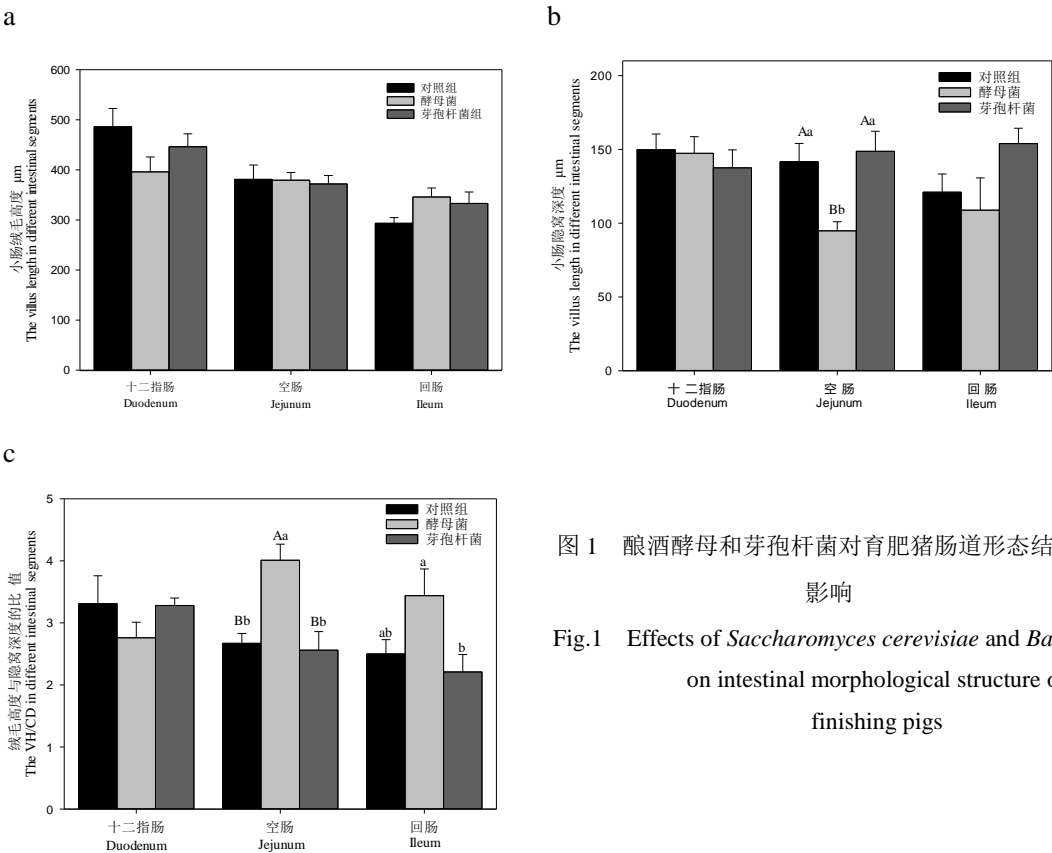 a
600
500
400
300
200
100
0
小肠绒毛高度 μm
The villus length in different intestinal segments
对照组
酵母菌
芽孢杆菌组
十二指肠
Duodenum
空肠
Jejunum
回肠
Ileum
b
200
150
100
50
0
小肠隐窝深度 μm
The villus length in different intestinal segments
对照组
酵母菌
芽孢杆菌
Aa
Bb
Aa
十 二指肠
Duodenum
空 肠
Jejunum
回 肠
Ileum
c
5
4
3
2
1
0
绒毛高度与隐窝深度的比 值
The VH/CD in different intestinal segments
对照组
酵母菌
芽孢杆菌
Bb
Aa
Bb
ab
a
b
十二指肠
Duodenum
空肠
Jejunum
回肠
Ileum
图 1 酿酒酵母和芽孢杆菌对育肥猪肠道形态结
影响
Fig.1 Effects of Saccharomyces cerevisiae and Ba
on intestinal morphological structure o
finishing pigs